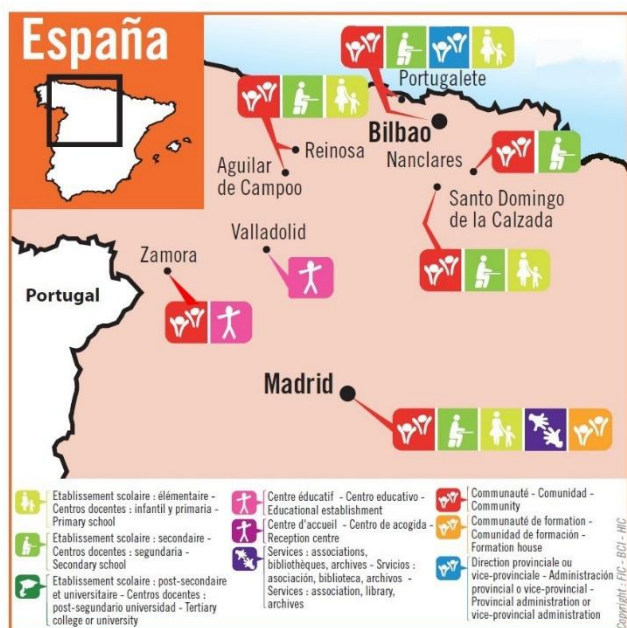 España
Portugalete
Bilbao
Reinosa
Nanclares
Aguilar
de Campoo
Santo Domingo
de la Calzada
Valladolid
Zamora
Portugal
Madrid
Etablissement scolaire : élémentaire -
Centros docentes : infantil y primaria -
Primary school
Etablissement scolaire : secondaire -
Centros docentes : segundaria -
Secondary school
Etablissement scolaire : post-secondaire
et universitaire - Centros docentes :
post-segundario universidad - Tertiary
college or university
Centre éducatif - Centro educativo -
Educational establishment
Centre d'accueil - Centro de acogida -
Reception centre
Services : associations,
bibliothèques, archives - Srvicios :
asociación, biblioteca, archivos -
Services : association, library,
archives
Communauté - Comunidad -
Community
Communauté de formation -
Comunidad de formación -
Formation house
Direction provinciale ou
vice-provinciale - Administración
provincial o vice-provincial -
Provincial administration or
vice-provincial administration
Copyright : FIC - BCI - HIC